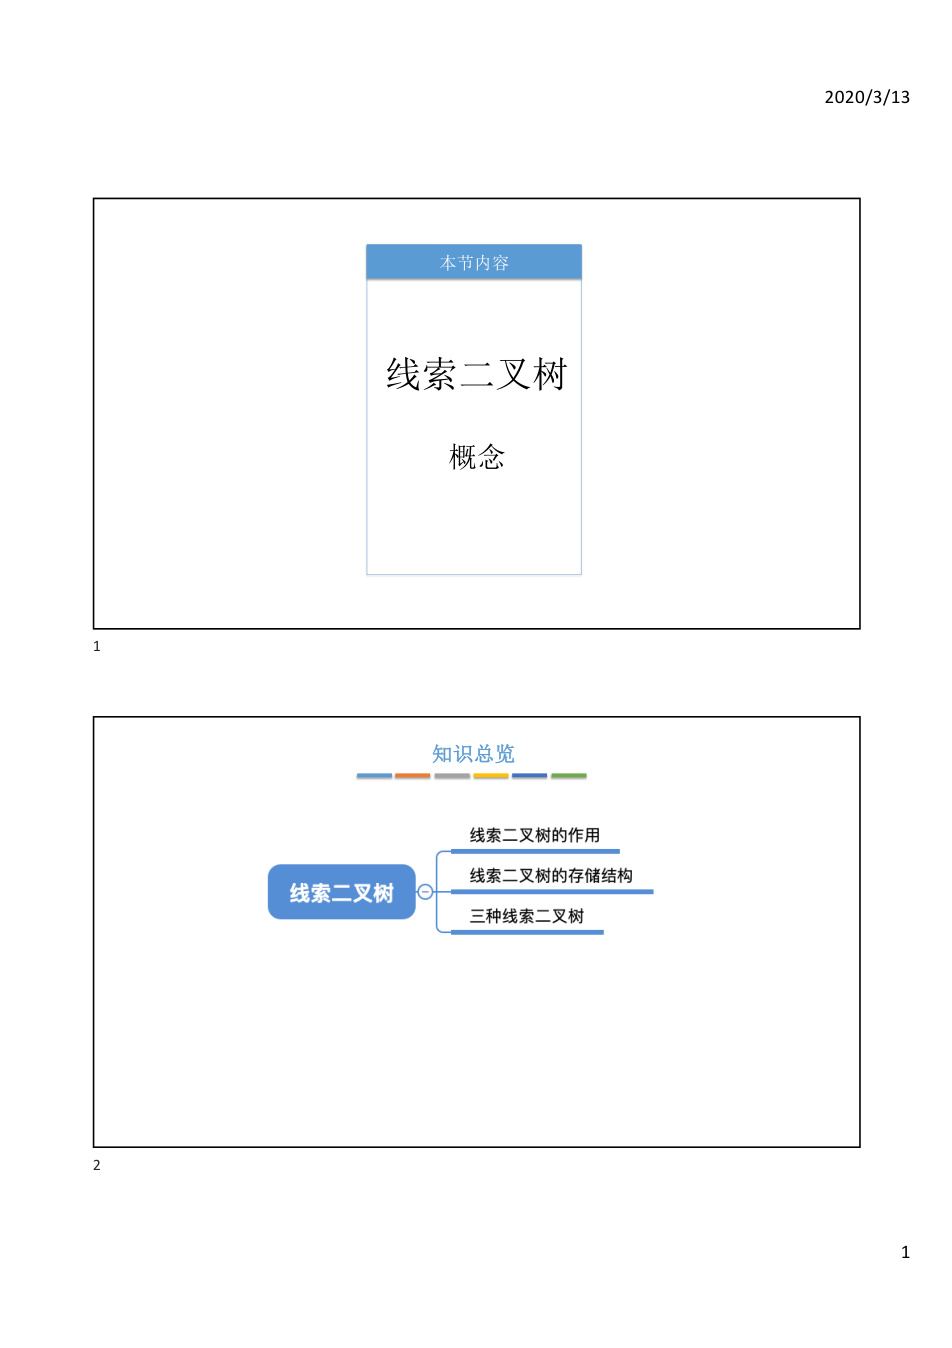 2020/3/13
本节内容
线索二叉树
概念
1
知识总览
线索二叉树
线索二叉树的作用
线索二叉树的存储结构
三种线索二叉树
2
1